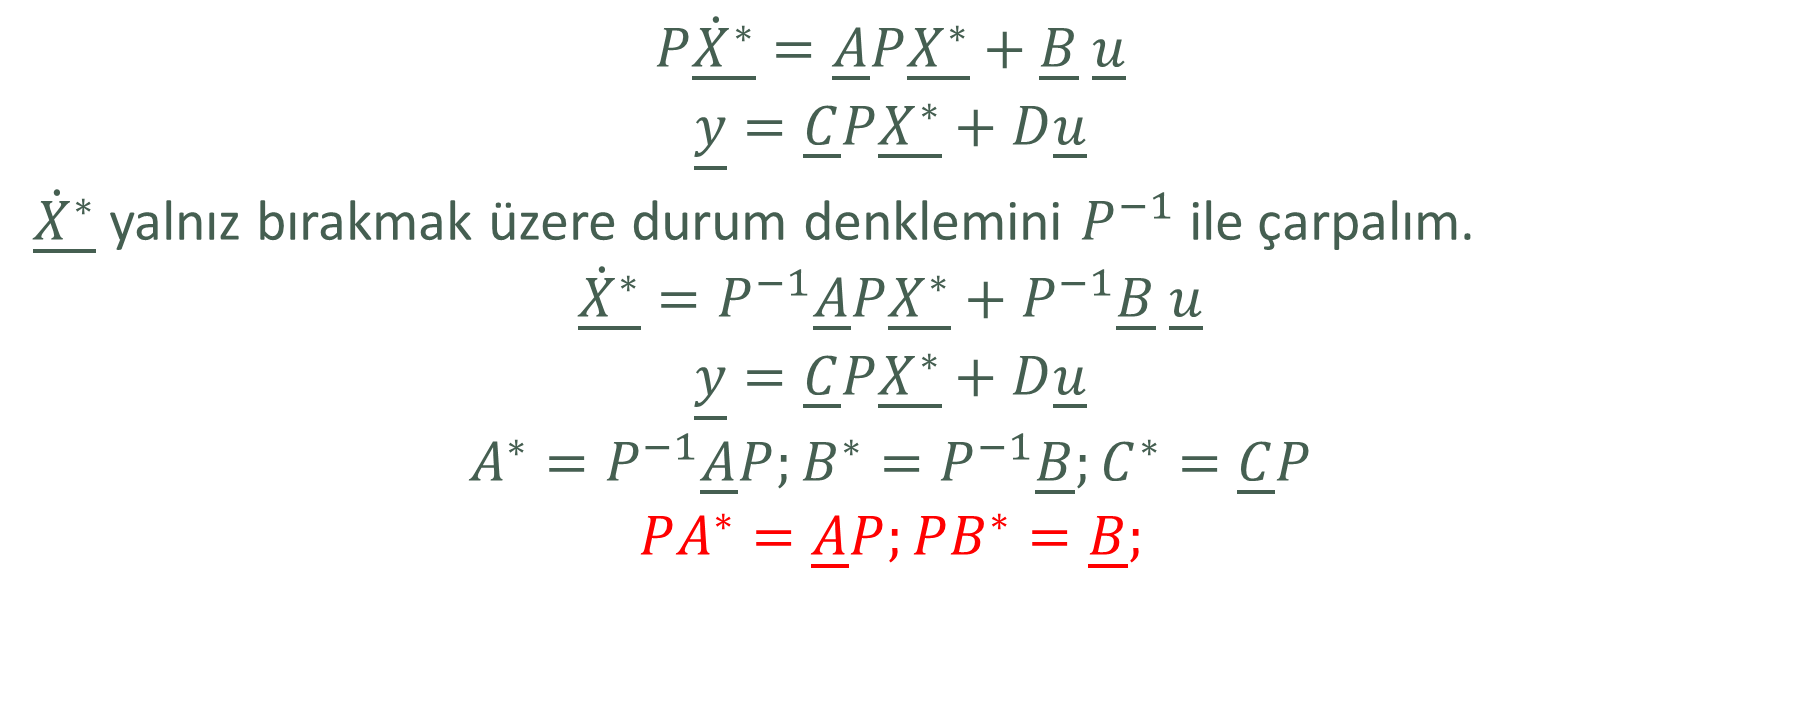 PẊ* = APX* + B u
y = CPX* + Du
Ẋ* yalnız bırakmak üzere durum denklemini P⁻¹ ile çarpalım.
Ẋ* = P⁻¹APX* + P⁻¹B u
y = CPX* + Du
A* = P⁻¹AP; B* = P⁻¹B; C* = CP
PA* = AP; PB* = B;